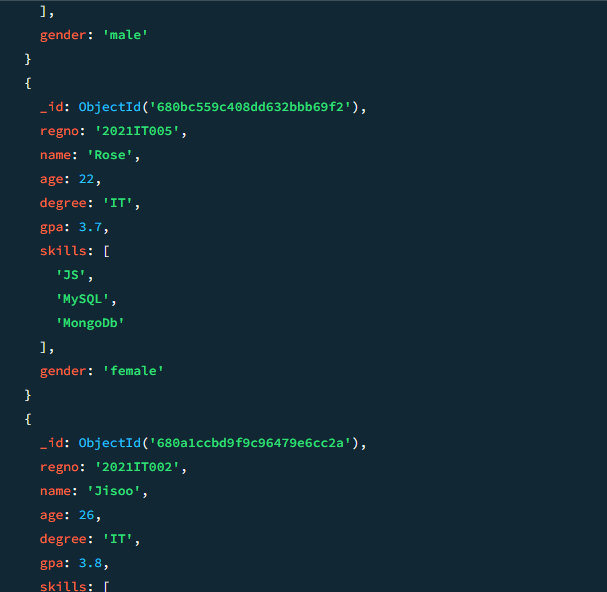 ],
gender: 'male'
}
{
_id: ObjectId('680bc559c408dd632bbb69f2'),
regno: '2021IT005',
name: 'Rose',
age: 22,
degree: 'IT',
gpa: 3.7,
skills: [
'JS',
'MySQL',
'MongoDb'
],
gender: 'female'
}
{
_id: ObjectId('680a1ccbd9f9c96479e6cc2a'),
regno: '2021IT002',
name: 'Jisoo',
age: 26,
degree: 'IT',
gpa: 3.8,
skills: [